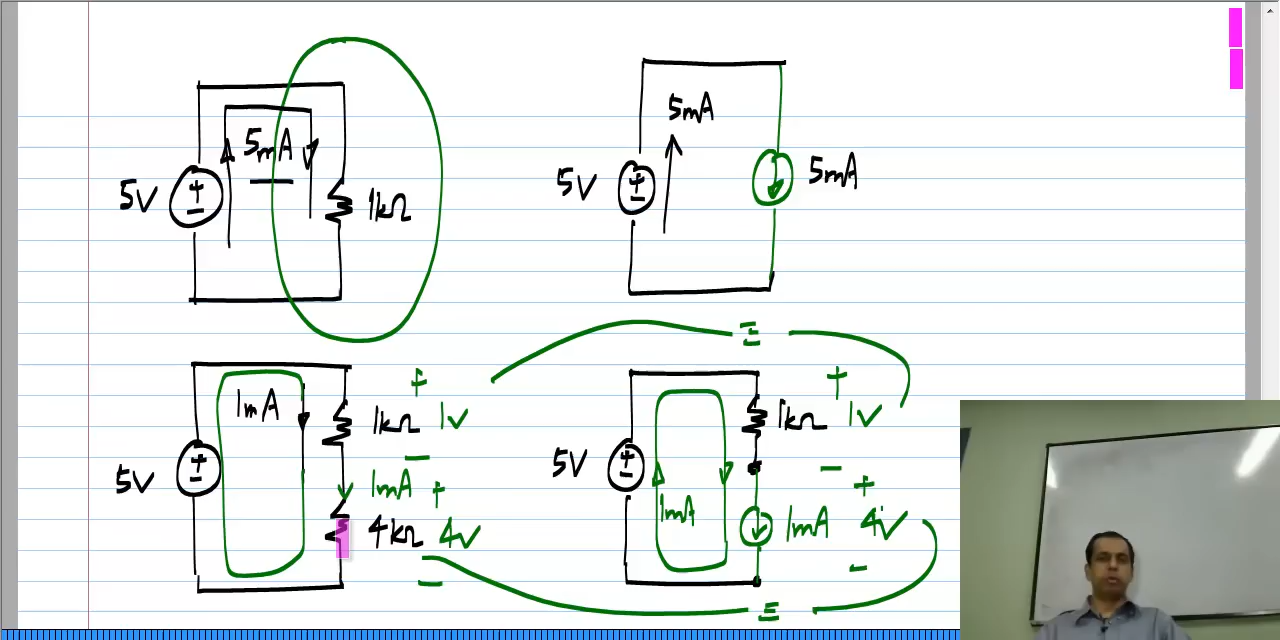 5mA
5V
1kΩ
5mA
5V
5mA
1mA
+
1kΩ 1V
-
5V
1mA +
4kΩ 4V
-
≡
+
1kΩ 1V
-
5V
+
1mA
1mA 4V
-
≡